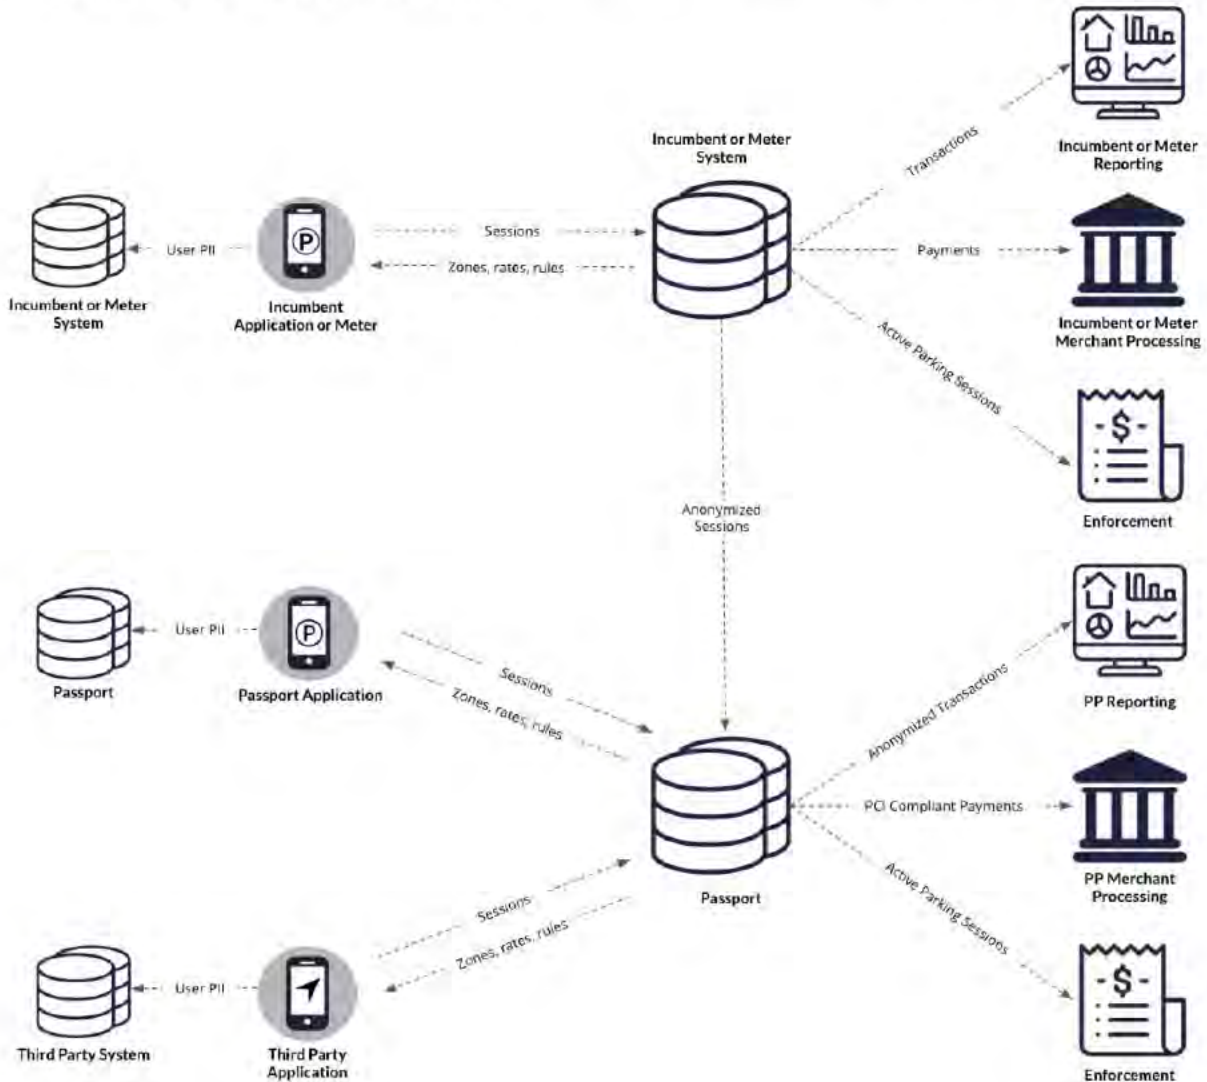 Incumbent or Meter
System
Transactions
Incumbent or Meter
Reporting
User PII
Sessions
Zones, rates, rules
Payments
Incumbent or Meter
System
Incumbent
Application or Meter
Incumbent or Meter
Merchant Processing
Active Parking Sessions
P
$
Enforcement
Anonymized
Sessions
User PII
P
Passport
Passport Application
Sessions
Zones, rates, rules
Anonymized Transactions
PP Reporting
PCI Compliant Payments
PP Merchant
Processing
Passport
Active Parking Sessions
Sessions
Zones, rates, rules
User PII
Third Party System
Third Party
Application
$
Enforcement